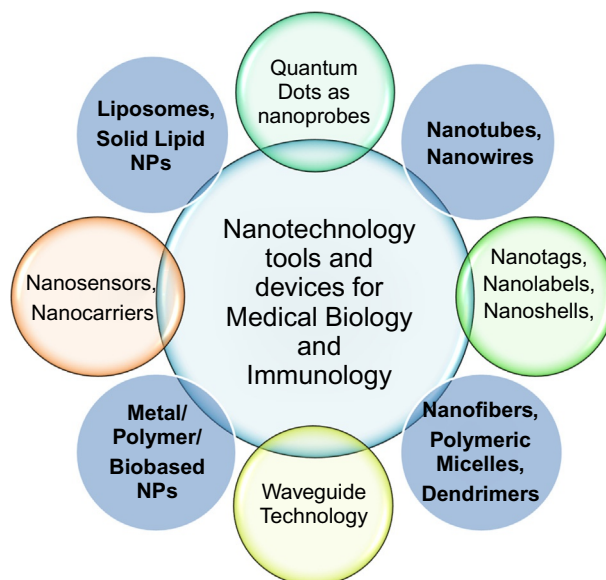 Quantum
Dots as
nanoprobes
Liposomes,
Solid Lipid
NPs
Nanotubes,
Nanowires
Nanotechnology
tools and
devices for
Medical Biology
and
Immunology
Nanosensors,
Nanocarriers
Nanotags,
Nanolabels,
Nanoshells,
Metal/
Polymer/
Biobased
NPs
Nanofibers,
Polymeric
Micelles,
Dendrimers
Waveguide
Technology